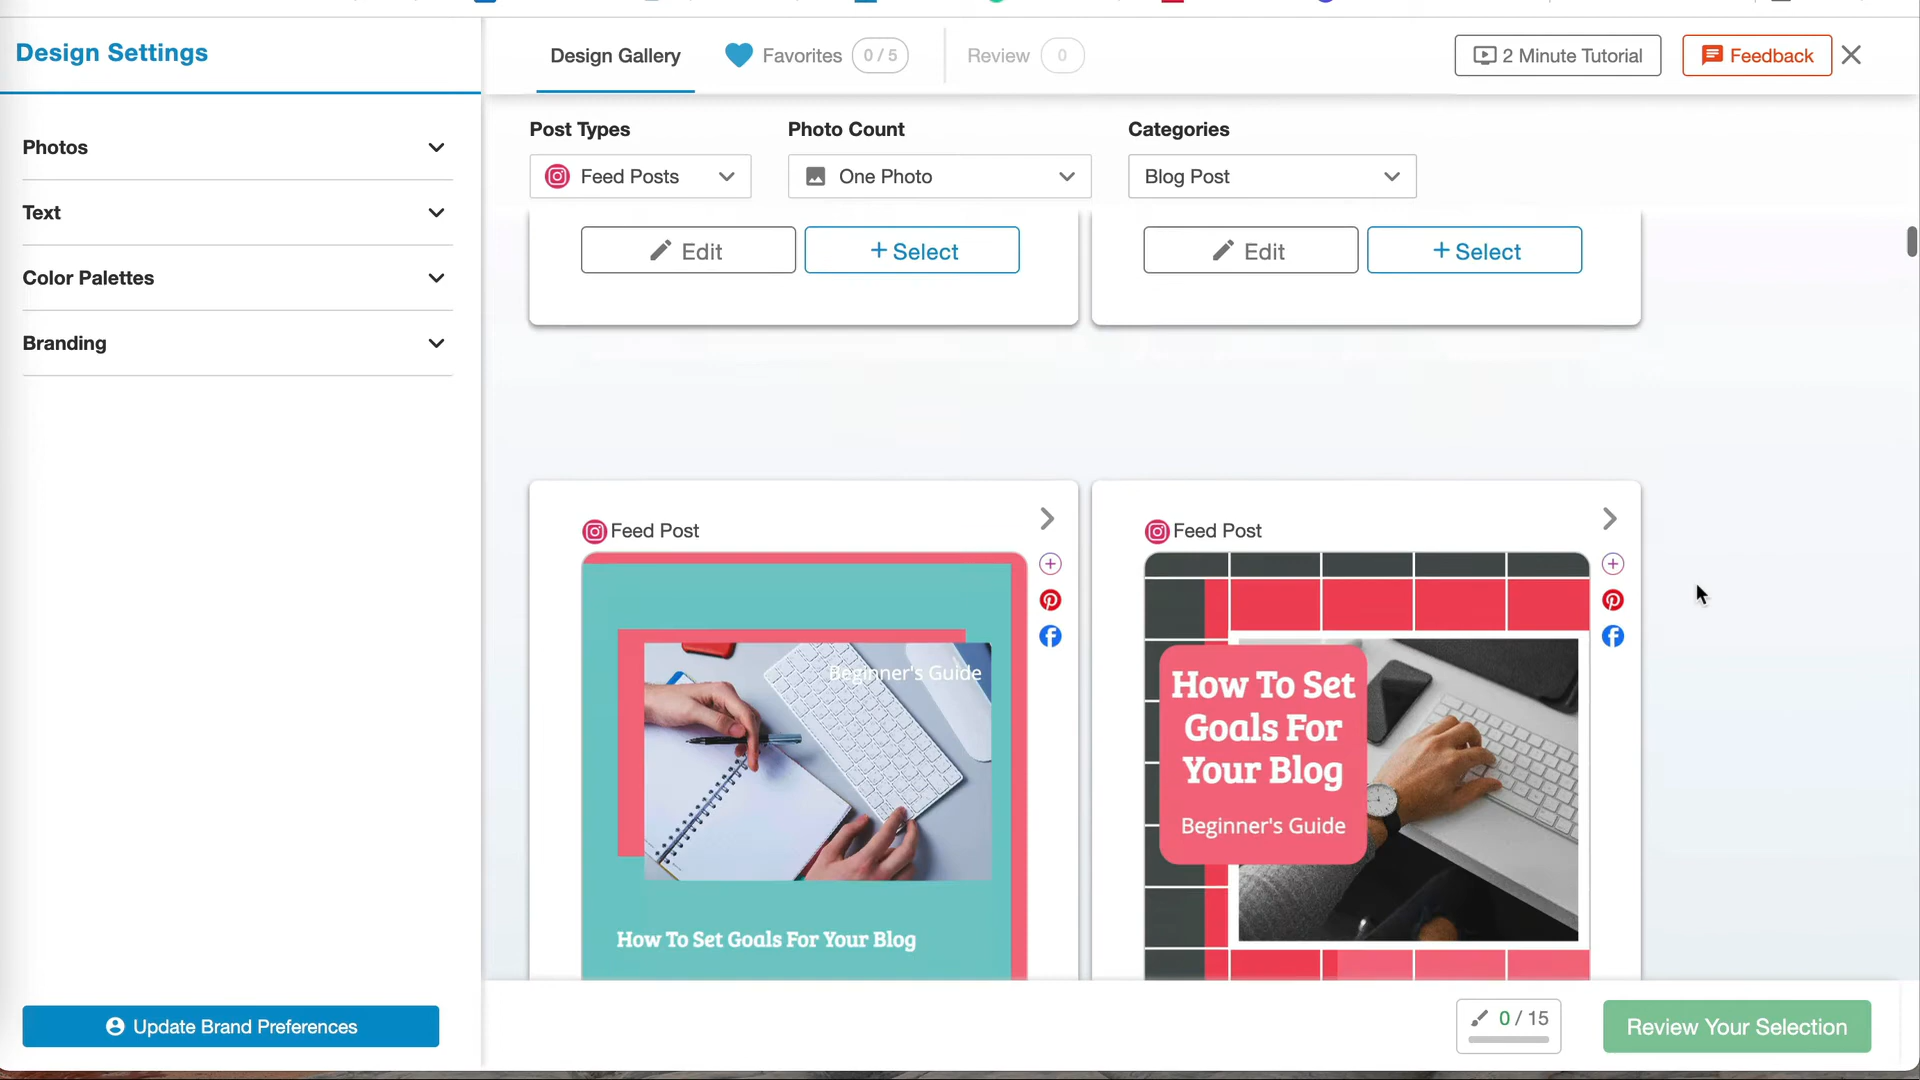 Design Settings
Design Gallery
Favorites
0 / 5
Review
0
2 Minute Tutorial
Feedback
Photos
Text
Color Palettes
Branding
Post Types
Photo Count
Categories
Feed Posts
One Photo
Blog Post
Edit
+ Select
Edit
+ Select
Feed Post
Beginner's Guide
How To Set Goals For Your Blog
Feed Post
How To Set
Goals For
Your Blog
Beginner's Guide
Update Brand Preferences
0 / 15
Review Your Selection